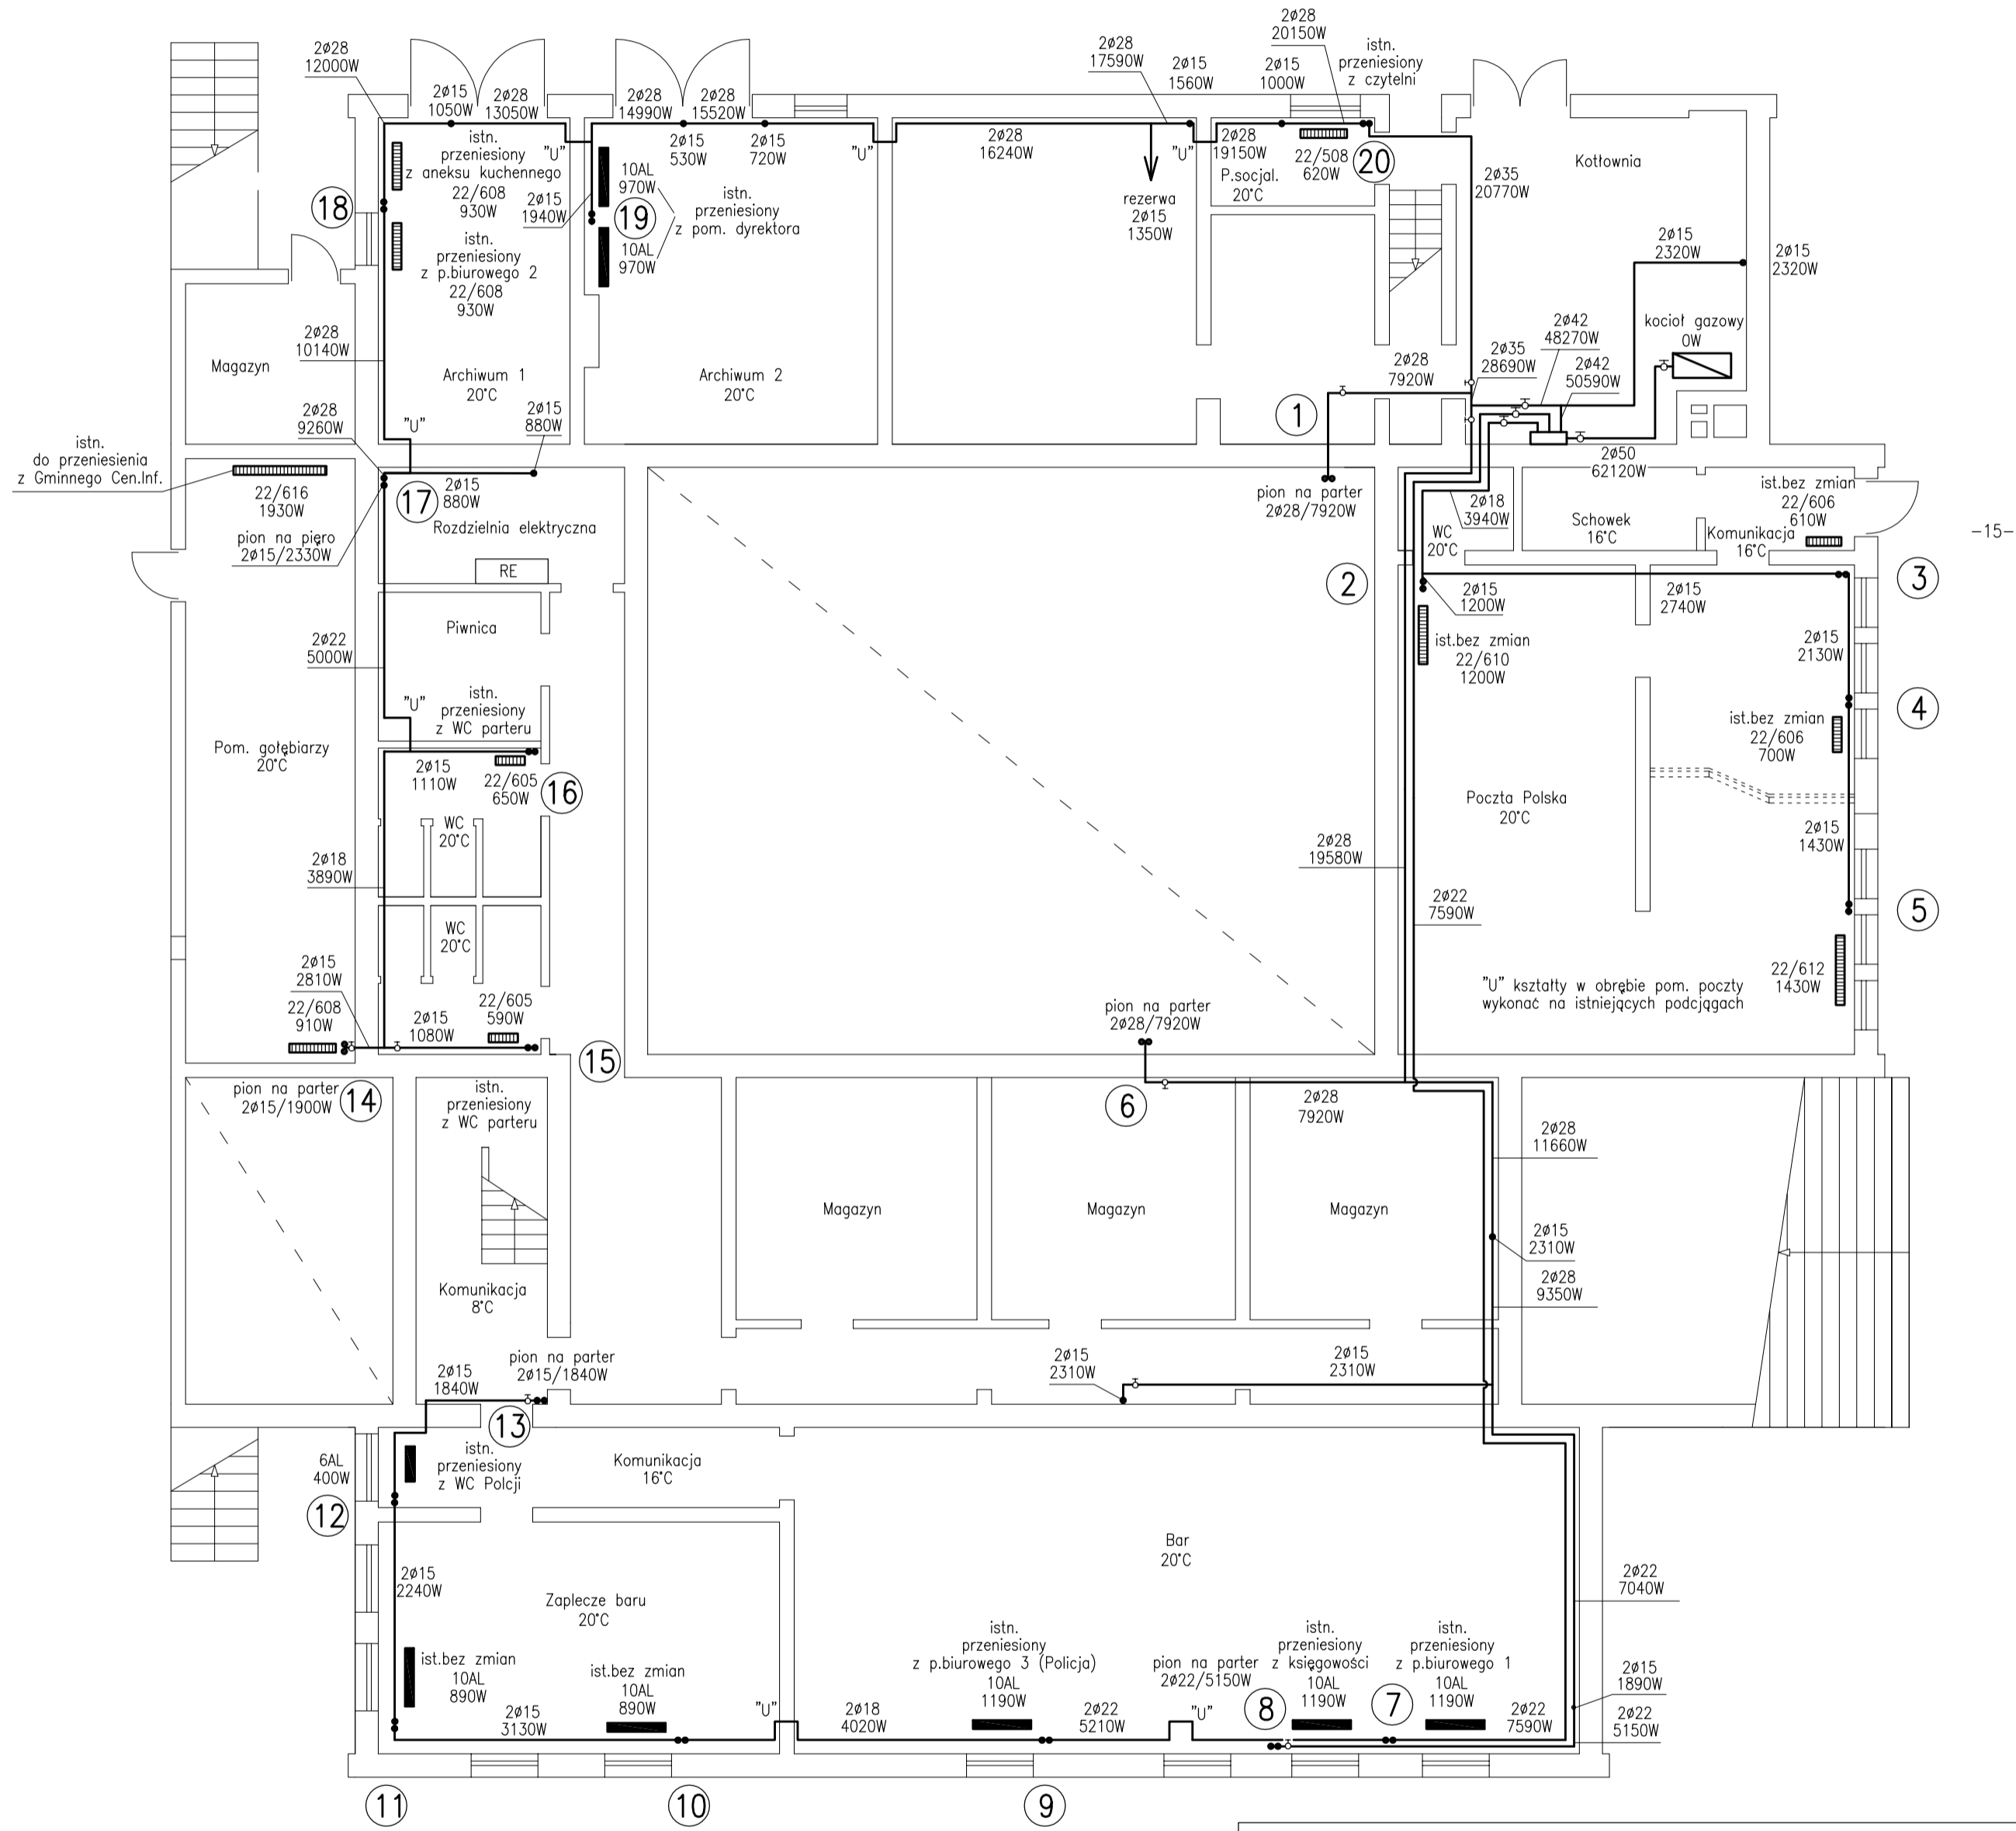 2ø28
12000W
2ø15
1050W
2ø28
13050W
2ø28
14990W
2ø28
15520W
2ø28
17590W
2ø15
1560W
2ø28
20150W
2ø15
1000W
istn.
przeniesiony
z czytelni
istn.
przeniesiony
z aneksu kuchennego
22/608
930W
"U"
2ø15
530W
2ø15
720W
"U"
2ø28
16240W
"U"
2ø28
19150W
22/508
620W
20
P.socjal.
20°C
Kotłownia
2ø35
20770W
18
10AL
970W
2ø15
1940W
19
istn.
przeniesiony
z pom. dyrektora
10AL
970W
rezerwa
2ø15
1350W
istn.
przeniesiony
z p.biurowego 2
22/608
930W
2ø15
2320W
2ø15
2320W
2ø28
10140W
Magazyn
Archiwum 1
20°C
Archiwum 2
20°C
2ø28
7920W
2ø35
28690W
2ø42
48270W
2ø42
50590W
kocioł gazowy
0W
1
2ø28
9260W
"U"
2ø15
880W
istn.
do przeniesienia
z Gminnego Cen.Inf.
22/616
1930W
17
2ø15
880W
Rozdzielnia elektryczna
pion na pięro
2ø15/2330W
RE
pion na parter
2ø28/7920W
2ø50
62120W
2ø18
3940W
WC
20°C
Schowek
16°C
ist.bez zmian
22/606
610W
Komunikacja
16°C
-15-
2
3
2ø15
1200W
2ø15
2740W
Piwnica
ist.bez zmian
22/610
1200W
2ø22
5000W
2ø15
2130W
"U"
istn.
przeniesiony
z WC parteru
4
Pom. gołębiarzy
20°C
ist.bez zmian
22/606
700W
2ø15
1110W
22/605
650W
16
Poczta Polska
20°C
WC
20°C
2ø15
1430W
2ø18
3890W
2ø28
19580W
2ø22
7590W
5
WC
20°C
2ø15
2810W
22/612
1430W
"U" kształty w obrębie pom. poczty
wykonać na istniejących podciągach
22/608
910W
2ø15
1080W
22/605
590W
pion na parter
2ø28/7920W
15
pion na parter
2ø15/1900W
14
istn.
przeniesiony
z WC parteru
6
2ø28
7920W
2ø28
11660W
Magazyn
Magazyn
Magazyn
2ø15
2310W
2ø28
9350W
Komunikacja
8°C
2ø15
1840W
pion na parter
2ø15/1840W
2ø15
2310W
2ø15
2310W
13
6AL
400W
istn.
przeniesiony
z WC Polcji
Komunikacja
16°C
12
Bar
20°C
2ø15
2240W
Zaplecze baru
20°C
2ø22
7040W
ist.bez zmian
10AL
890W
ist.bez zmian
10AL
890W
istn.
przeniesiony
z p.biurowego 3 (Policja)
10AL
1190W
pion na parter
2ø22/5150W
istn.
przeniesiony
z księgowości
10AL
1190W
istn.
przeniesiony
z p.biurowego 1
10AL
1190W
2ø15
1890W
2ø15
3130W
"U"
2ø18
4020W
2ø22
5210W
"U"
8
7
2ø22
7590W
2ø22
5150W
11
10
9